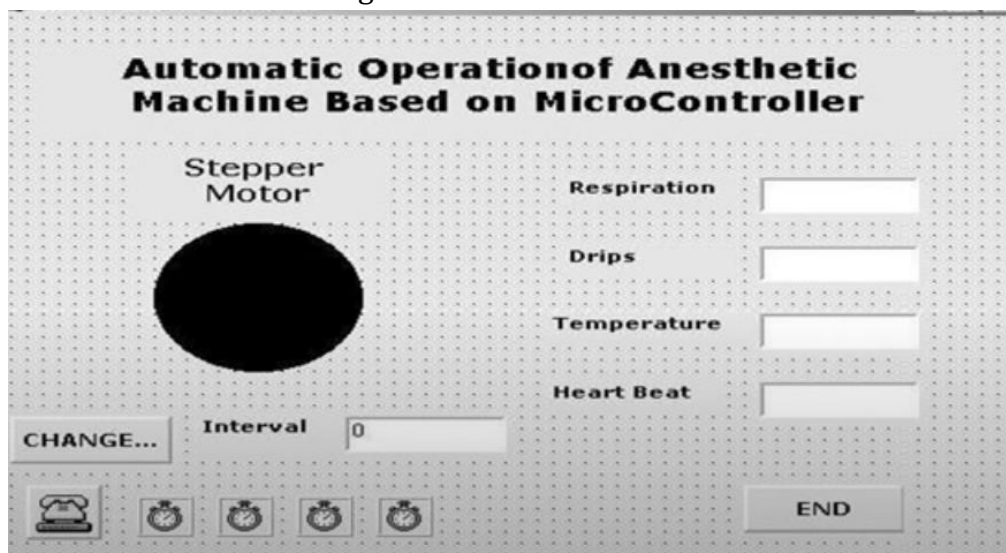 Automatic Operationof Anesthetic
Machine Based on MicroController
Stepper
Motor
Respiration
Drips
Temperature
Heart Beat
CHANGE...
Interval
0
END